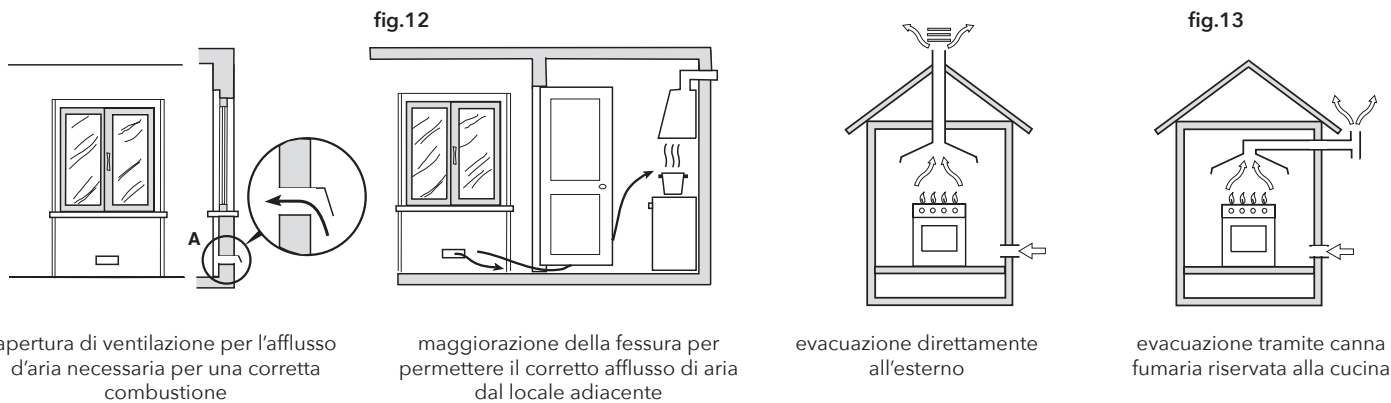 fig.12
fig.13
A
apertura di ventilazione per l'afflusso
d'aria necessaria per una corretta
combustione
maggiorazione della fessura per
permettere il corretto afflusso di aria
dal locale adiacente
evacuazione direttamente
all'esterno
evacuazione tramite canna
fumaria riservata alla cucina